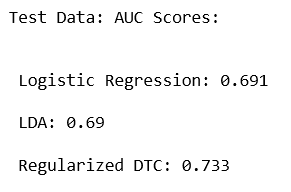 Test Data: AUC Scores:
Logistic Regression: 0.691
LDA: 0.69
Regularized DTC: 0.733